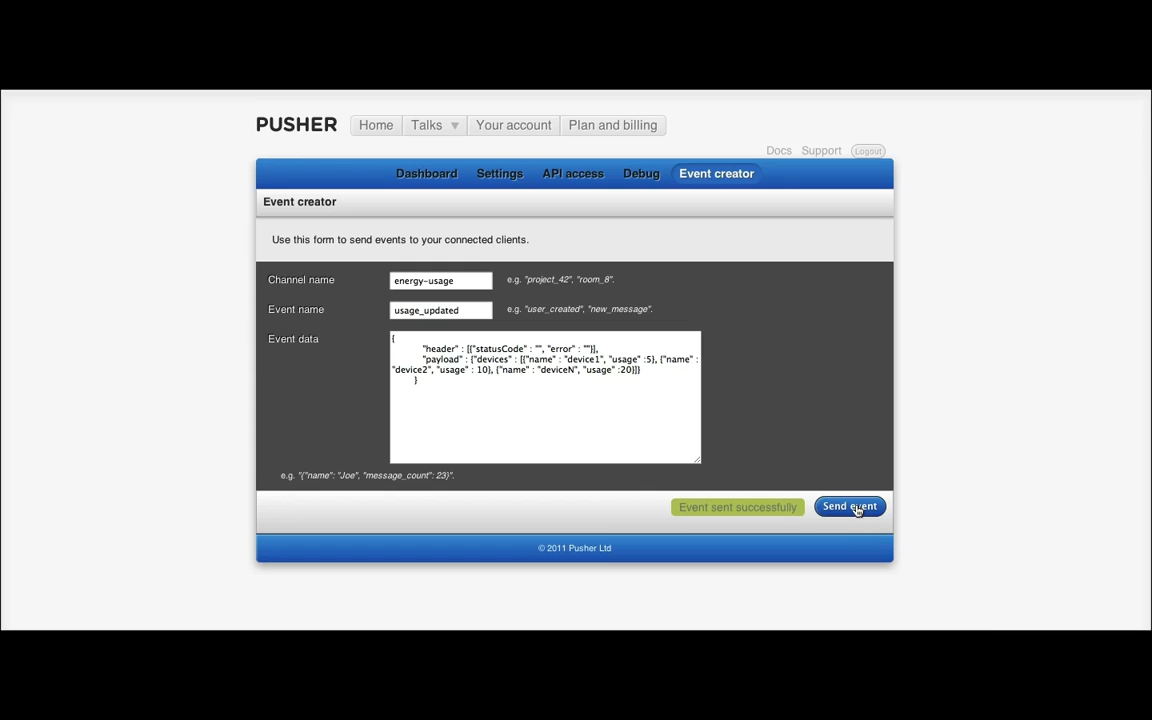 PUSHER Home Talks Your account Plan and billing
Docs Support Logout
Dashboard Settings API access Debug Event creator
Event creator
Use this form to send events to your connected clients.
Channel name energy-usage e.g. "project_42", "room_8".
Event name usage_updated e.g. "user_created", "new_message".
Event data
{
"header" : [{"statusCode" : "", "error" : ""}],
"payload" : {"devices" : [{"name" : "device1", "usage" :5}, {"name" :
"device2", "usage" : 10}, {"name" : "deviceN", "usage" :20}]}
}
e.g. "{"name": "Joe", "message_count": 23}".
Event sent successfully Send event
© 2011 Pusher Ltd